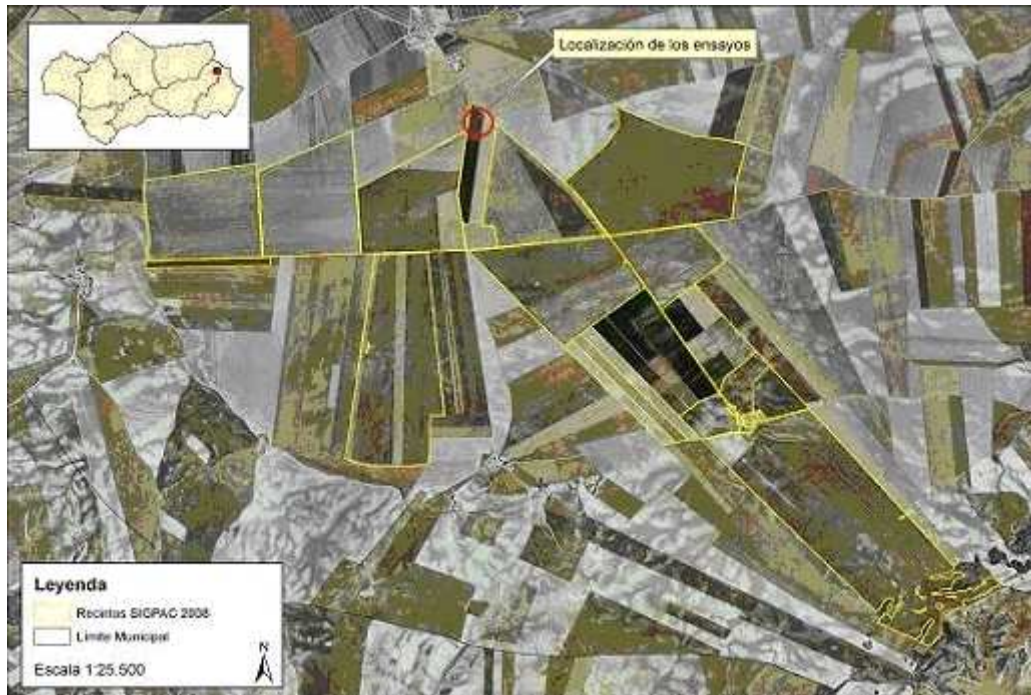 Localización de los ensayos
Leyenda
Recintos SIGPAC 2008
Límite Municipal
Escala 1:25.500
N